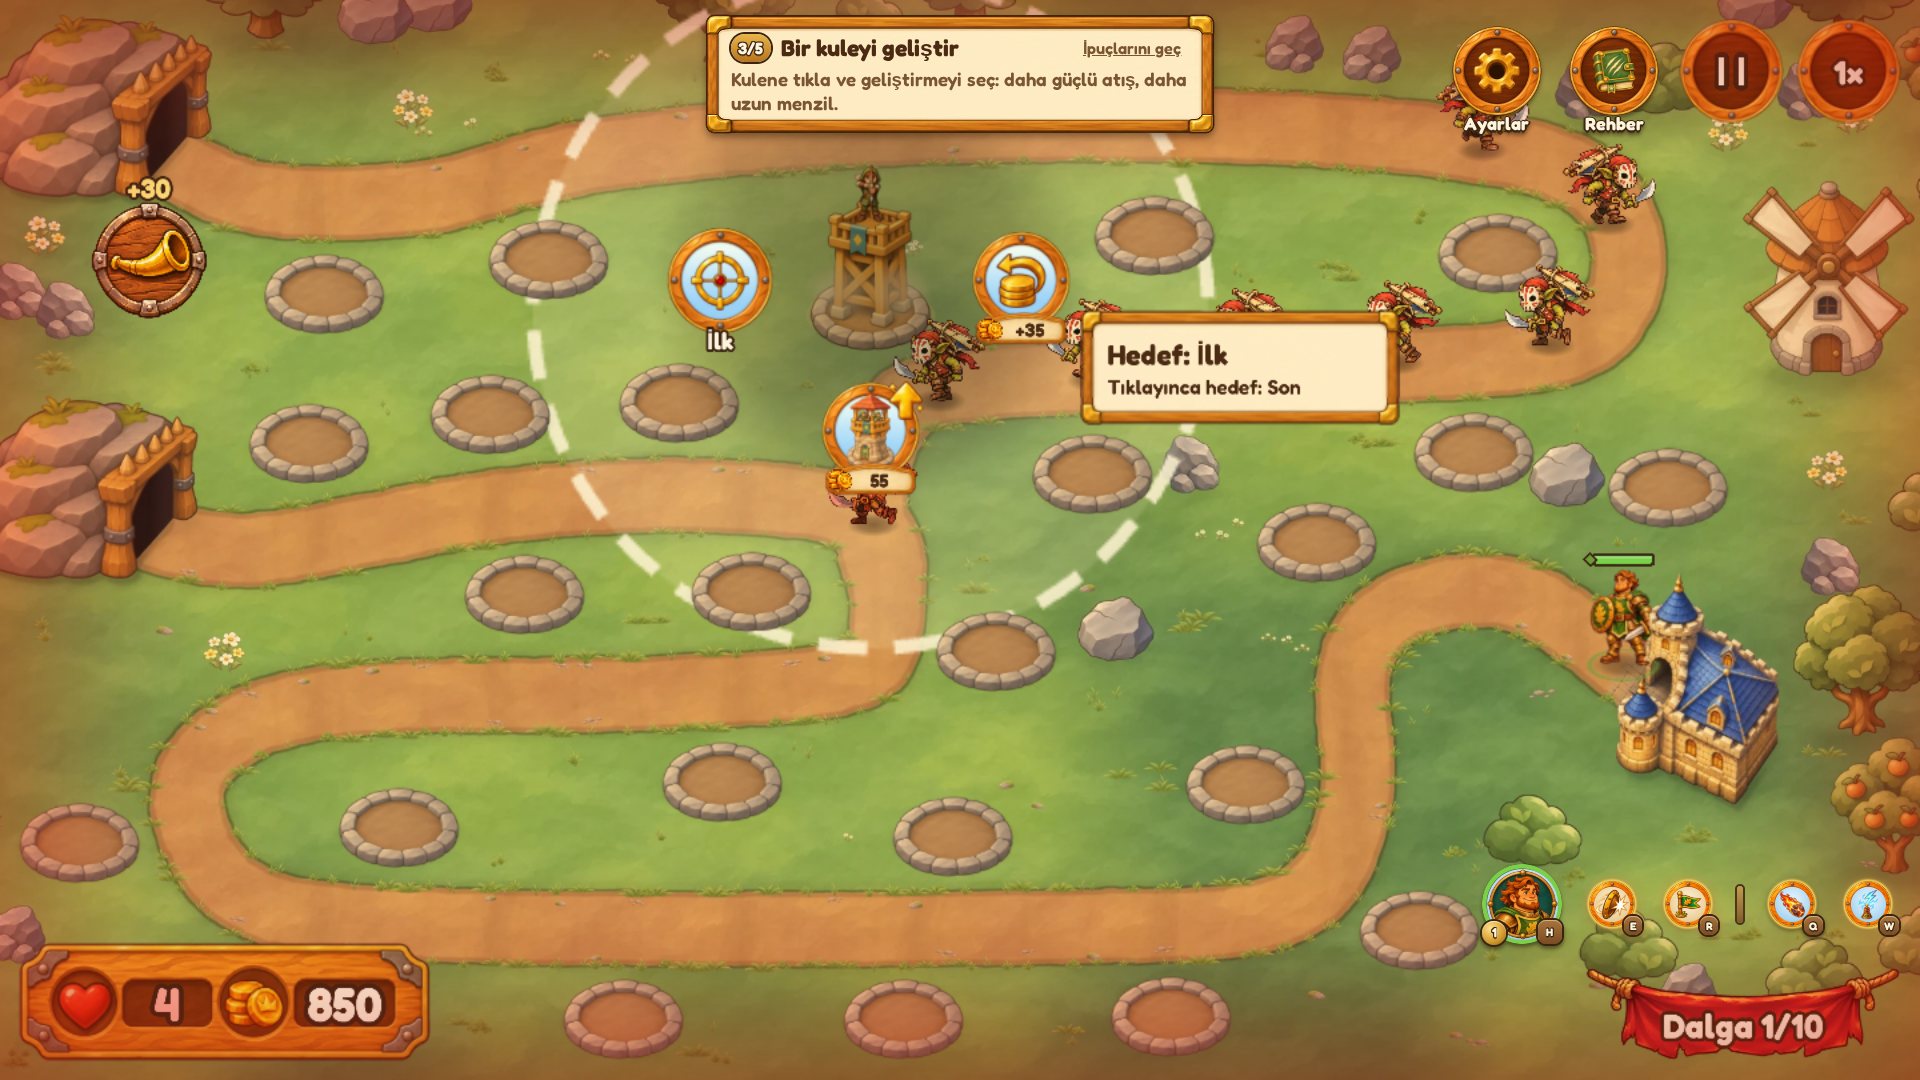 3/5 Bir kuleyi geliştir İpuçlarını geç
Kulene tıkla ve geliştirmeyi seç: daha güçlü atış, daha
uzun menzil.
1x
Ayarlar
Rehber
+30
İlk
+35
Hedef: İlk
Tıklayınca hedef: Son
55
1
H
E
R
Q
W
4
850
Dalga 1/10